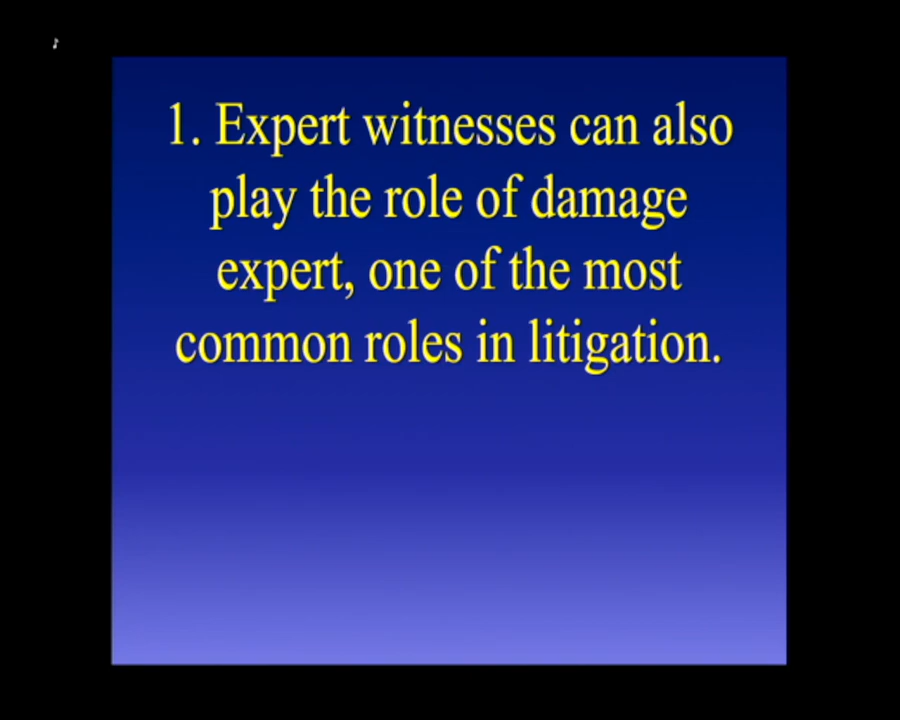 1. Expert witnesses can also
play the role of damage
expert, one of the most
common roles in litigation.